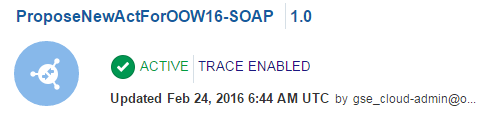 ProposeNewActForOOW16-SOAP 1.0
ACTIVE TRACE ENABLED
Updated Feb 24, 2016 6:44 AM UTC by gse_cloud-admin@o...